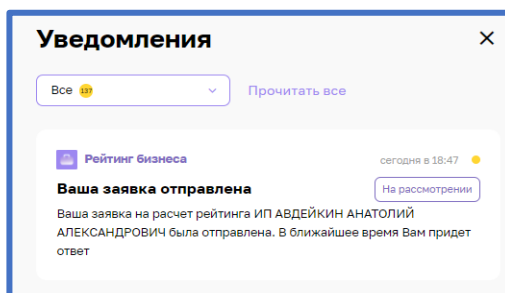 Уведомления
Все 137
Прочитать все
Рейтинг бизнеса
сегодня в 18:47
Ваша заявка отправлена
На рассмотрении
Ваша заявка на расчет рейтинга ИП АВДЕЙКИН АНАТОЛИЙ
АЛЕКСАНДРОВИЧ была отправлена. В ближайшее время Вам придет
ответ